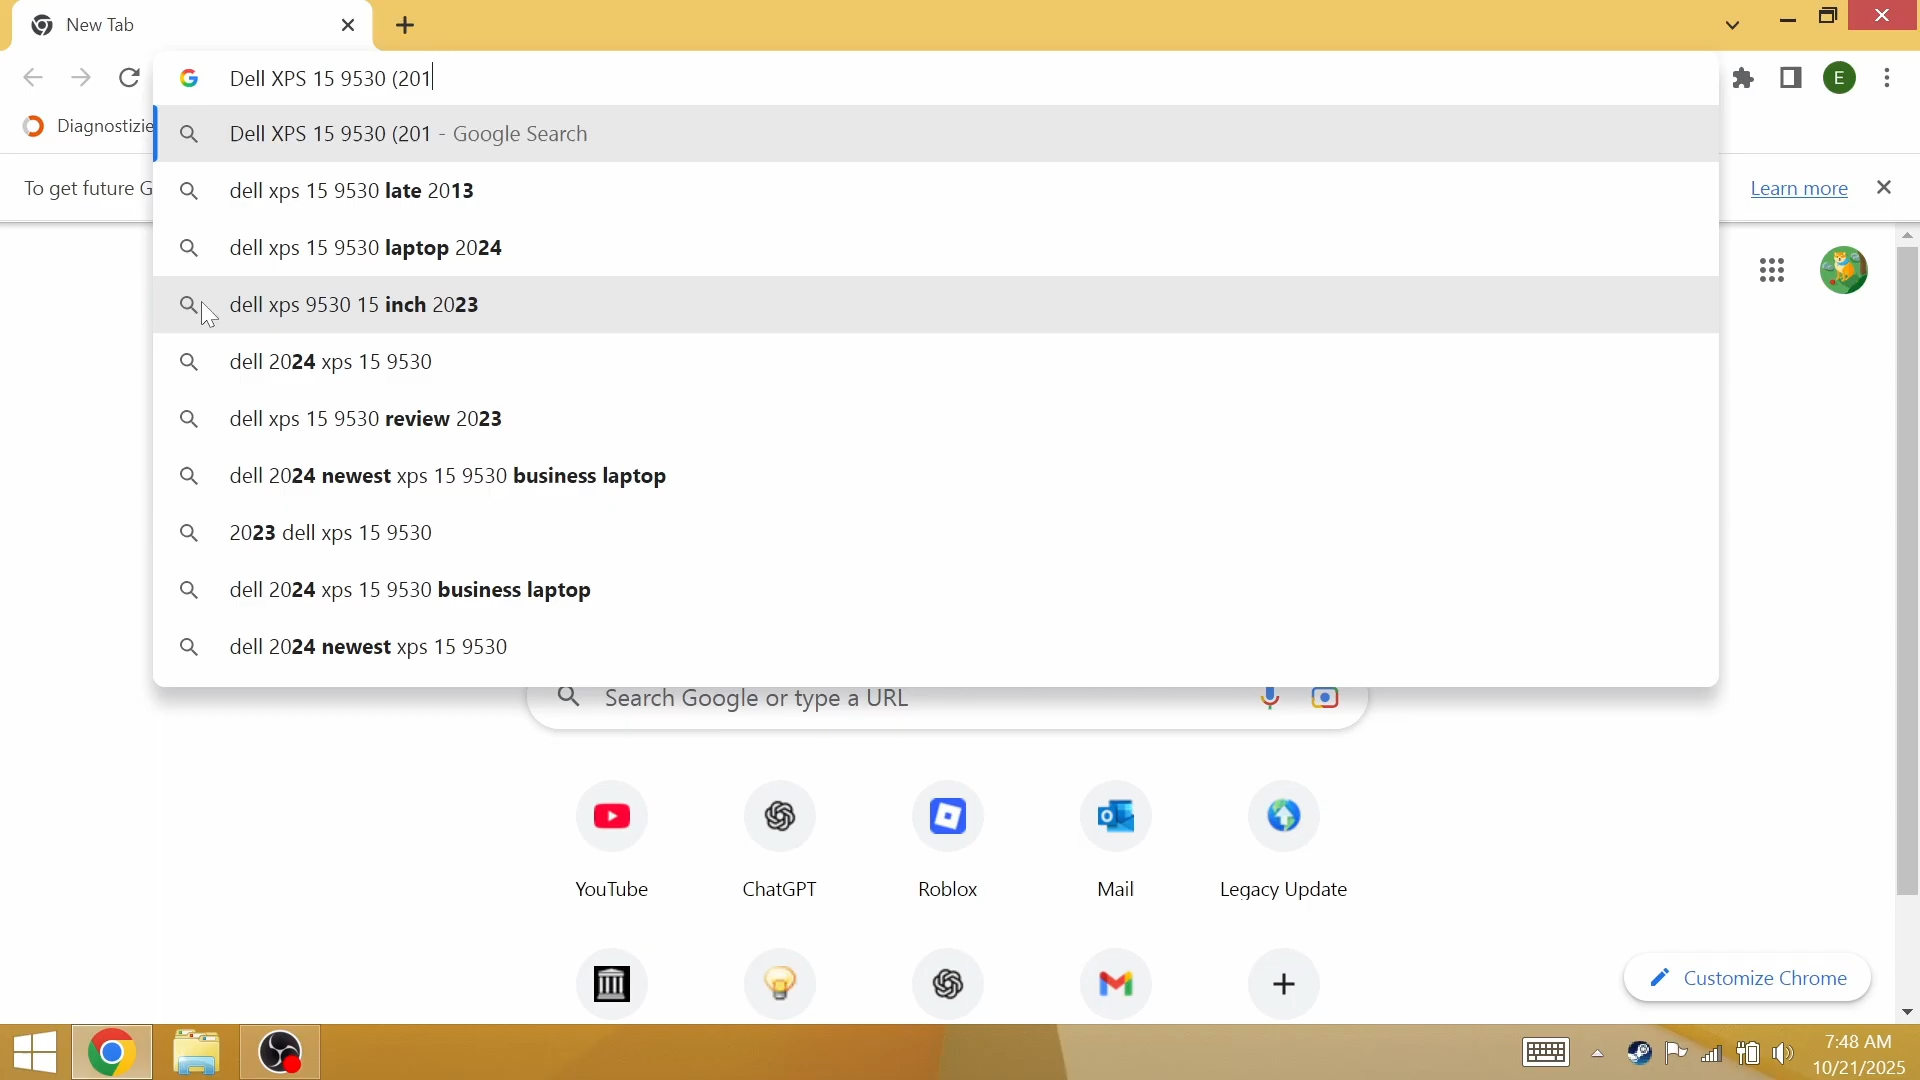 New Tab
Dell XPS 15 9530 (201
Diagnostizie
Dell XPS 15 9530 (201 - Google Search
dell xps 15 9530 late 2013
To get future G
Learn more
dell xps 15 9530 laptop 2024
dell xps 9530 15 inch 2023
dell 2024 xps 15 9530
dell xps 15 9530 review 2023
dell 2024 newest xps 15 9530 business laptop
2023 dell xps 15 9530
dell 2024 xps 15 9530 business laptop
dell 2024 newest xps 15 9530
Search Google or type a URL
YouTube
ChatGPT
Roblox
Mail
Legacy Update
Customize Chrome
E
7:48 AM
10/21/2025